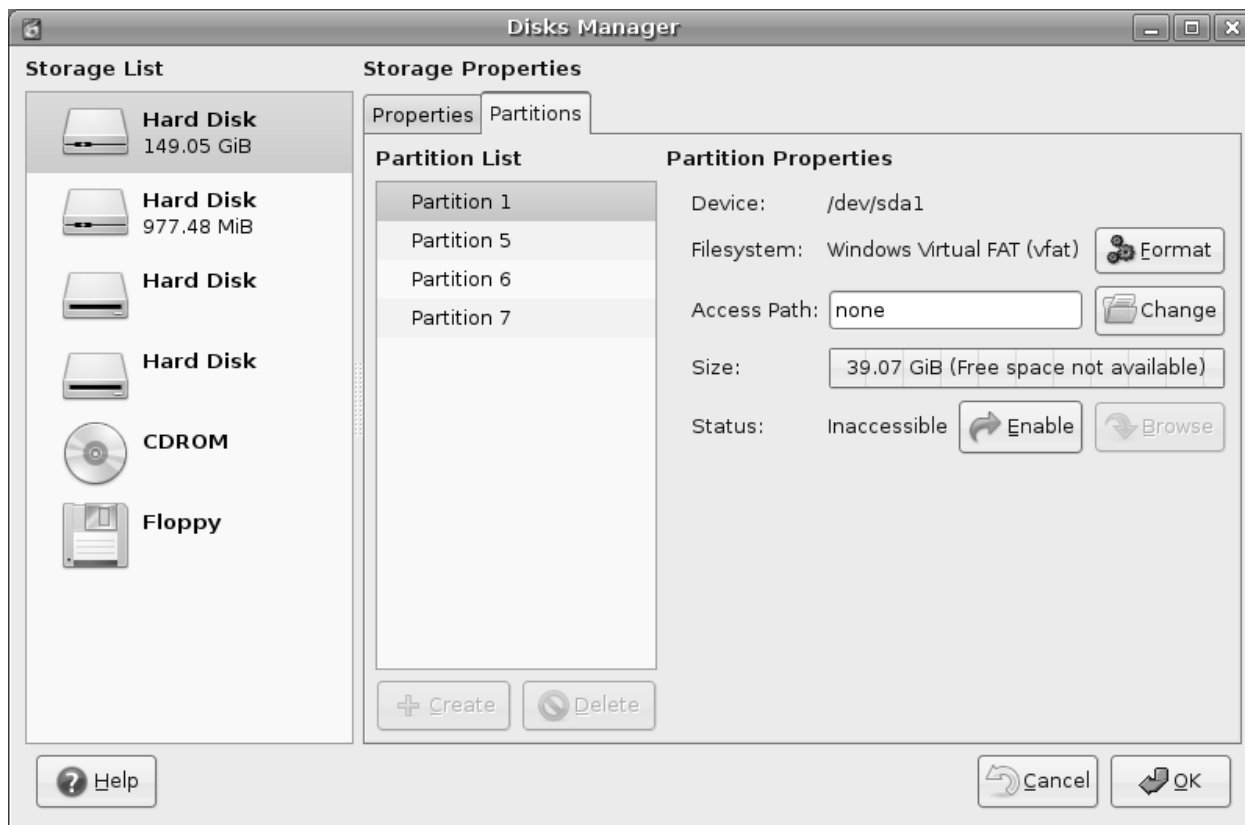 Disks Manager
Storage List
Hard Disk
149.05 GiB
Hard Disk
977.48 MiB
Hard Disk
Hard Disk
CDROM
Floppy
Storage Properties
Properties
Partitions
Partition List
Partition 1
Partition 5
Partition 6
Partition 7
Create
Delete
Partition Properties
Device: /dev/sda1
Filesystem: Windows Virtual FAT (vfat) Format
Access Path: none Change
Size: 39.07 GiB (Free space not available)
Status: Inaccessible Enable Browse
Help
Cancel
OK